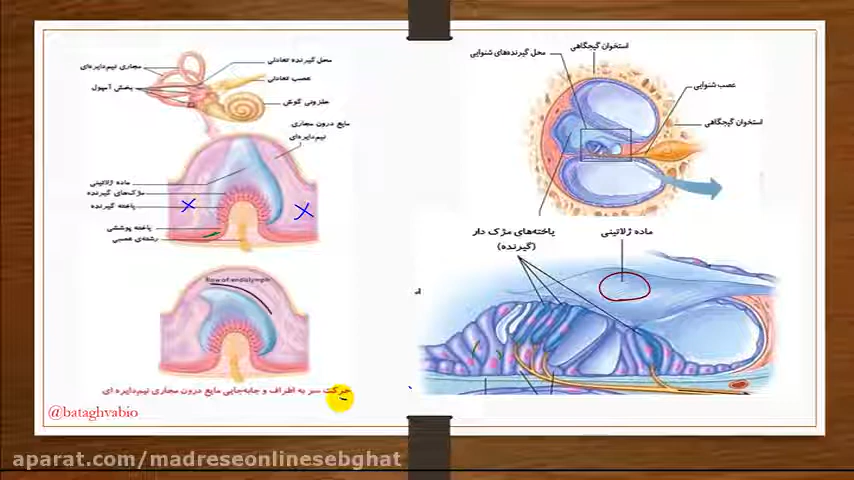 محل گیرنده تعادلی
مجاری نیم‌دایره‌ای
عصب تعادلی
بخش آمپول
حلزونی گوش
مایع درون مجاری
نیم‌دایره‌ای
ماده ژلاتینی
مژک‌های گیرنده
یاخته گیرنده
یاخته پوششی
رشته‌ی عصبی
flow of endolymph
حرکت سر به اطراف و جابه‌جایی مایع درون مجاری نیم‌دایره ای
@bataghvabio
استخوان گیجگاهی
محل گیرنده‌های شنوایی
عصب شنوایی
استخوان گیجگاهی
یاخته‌های مژک دار
(گیرنده)
ماده ژلاتینی
aparat.com/madreseonlinesebghat